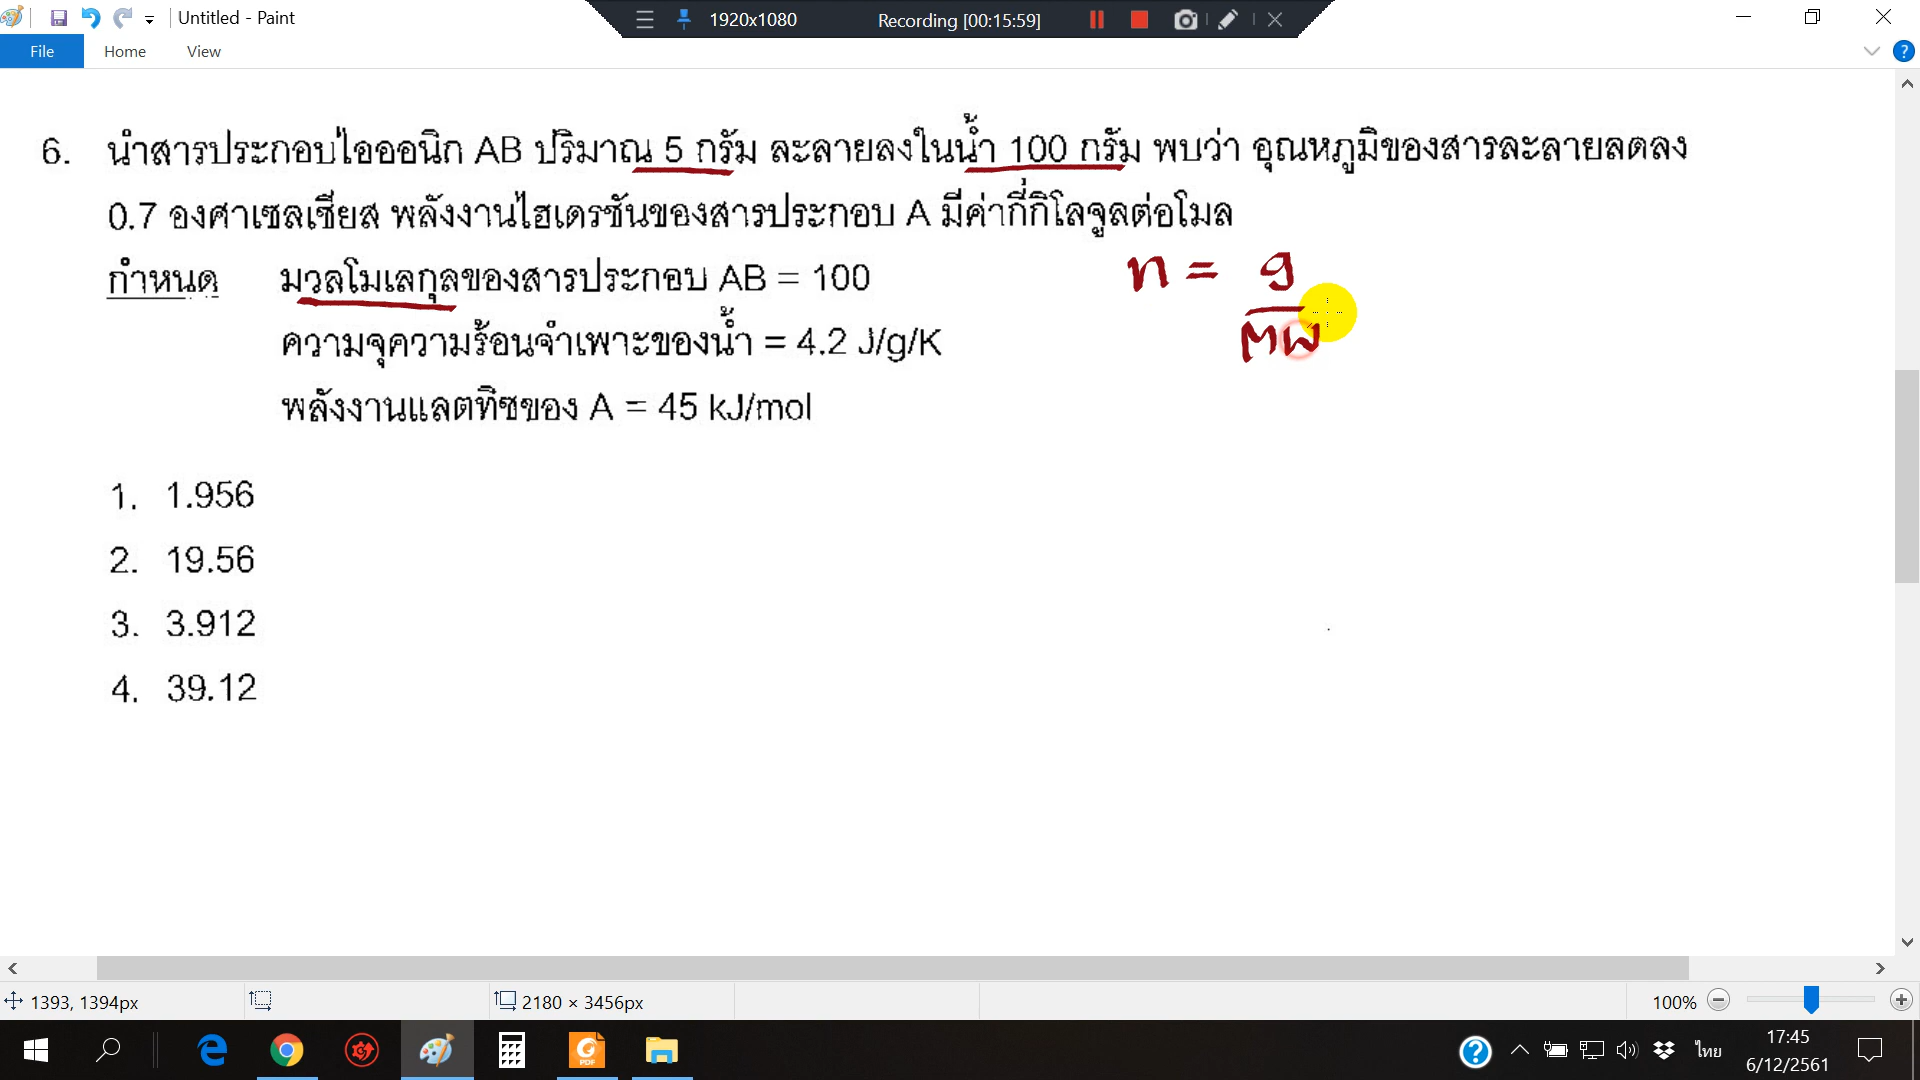 Untitled - Paint
1920x1080
Recording [00:15:59]
File
Home
View
6. นำสารประกอบไอออนิก AB ปริมาณ 5 กรัม ละลายลงในน้ำ 100 กรัม พบว่า อุณหภูมิของสารละลายลดลง
0.7 องศาเซลเซียส พลังงานไฮเดรชันของสารประกอบ A มีค่ากี่กิโลจูลต่อโมล
กำหนด มวลโมเลกุลของสารประกอบ AB = 100
ความจุความร้อนจำเพาะของน้ำ = 4.2 J/g/K
พลังงานแลตทิซของ A = 45 kJ/mol
n = g
MW
1. 1.956
2. 19.56
3. 3.912
4. 39.12
1393, 1394px
2180 × 3456px
100%
PDF
ไทย
17:45
6/12/2561